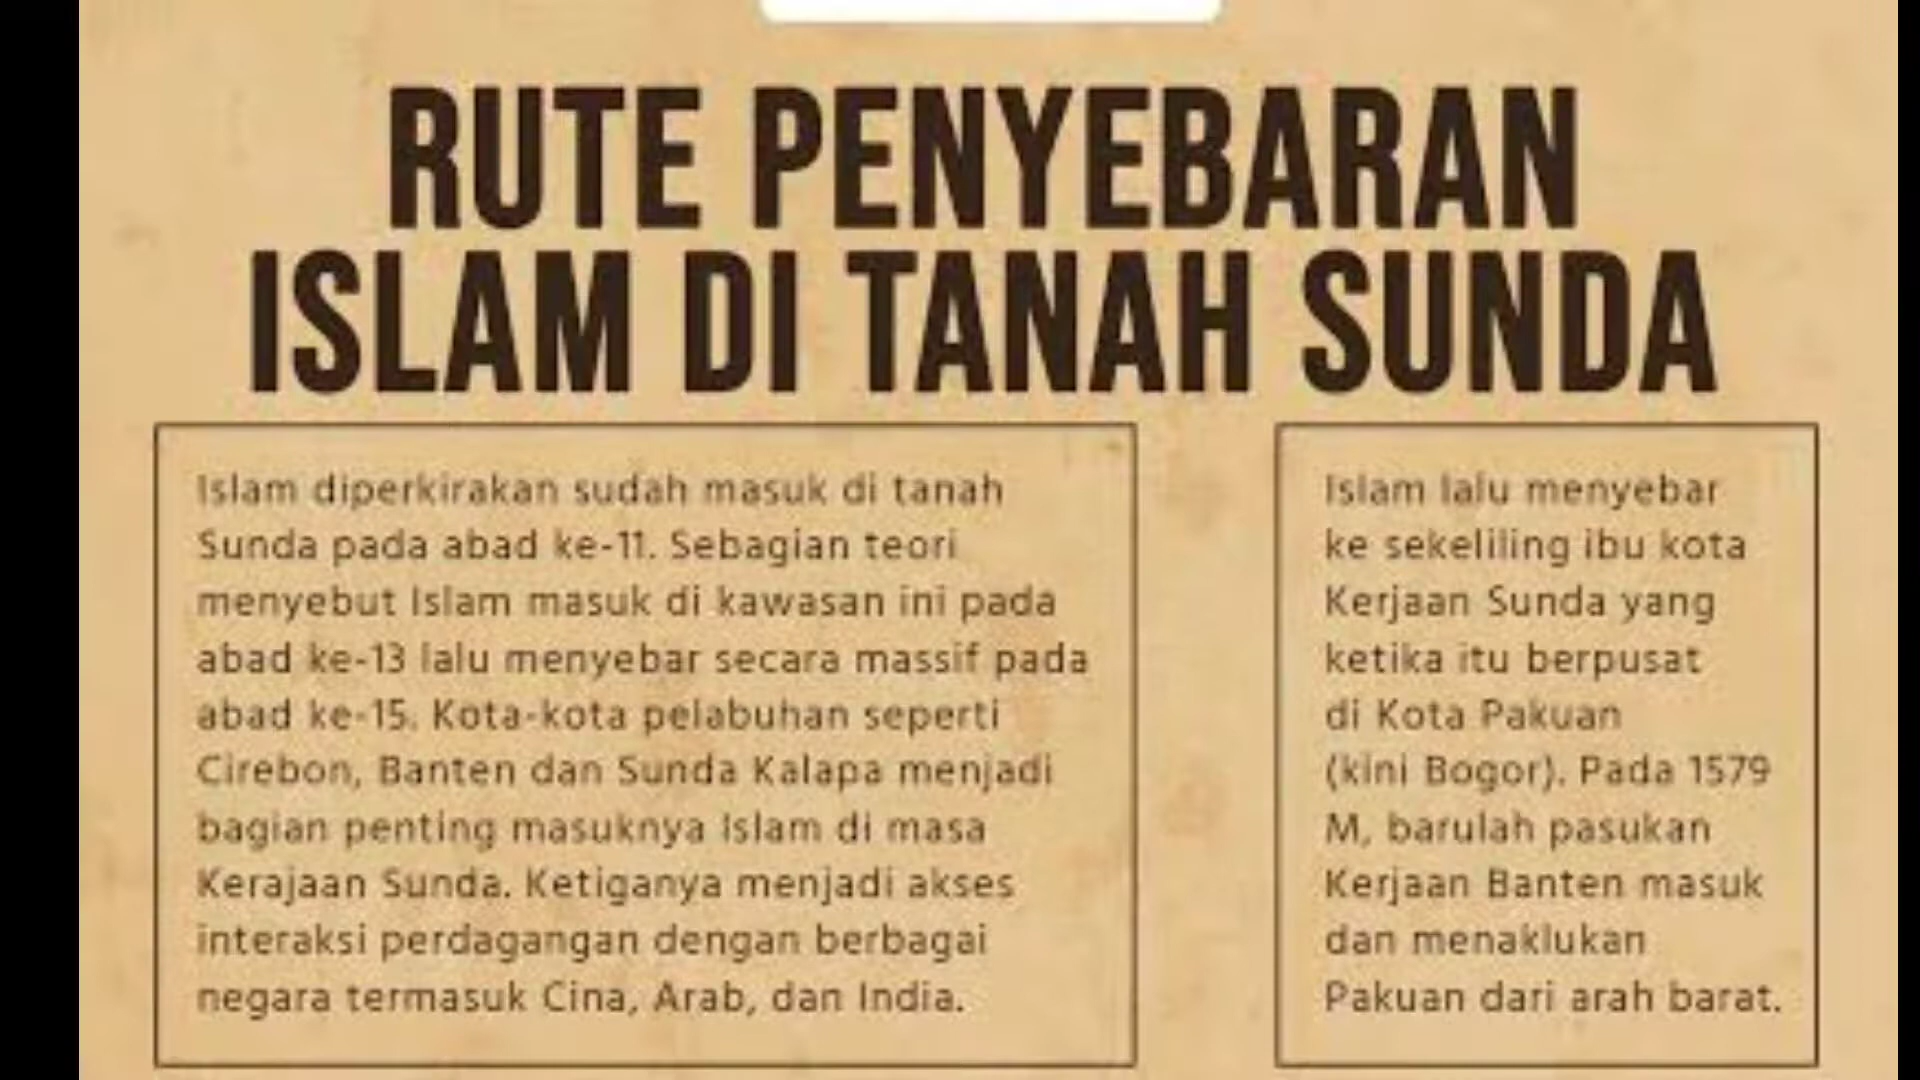 RUTE PENYEBARAN
ISLAM DI TANAH SUNDA
Islam diperkirakan sudah masuk di tanah
Sunda pada abad ke-11. Sebagian teori
menyebut Islam masuk di kawasan ini pada
abad ke-13 lalu menyebar secara massif pada
abad ke-15. Kota-kota pelabuhan seperti
Cirebon, Banten dan Sunda Kalapa menjadi
bagian penting masuknya Islam di masa
Kerajaan Sunda. Ketiganya menjadi akses
interaksi perdagangan dengan berbagai
negara termasuk Cina, Arab, dan India.
Islam lalu menyebar
ke sekeliling ibu kota
Kerjaan Sunda yang
ketika itu berpusat
di Kota Pakuan
(kini Bogor). Pada 1579
M, barulah pasukan
Kerjaan Banten masuk
dan menaklukan
Pakuan dari arah barat.